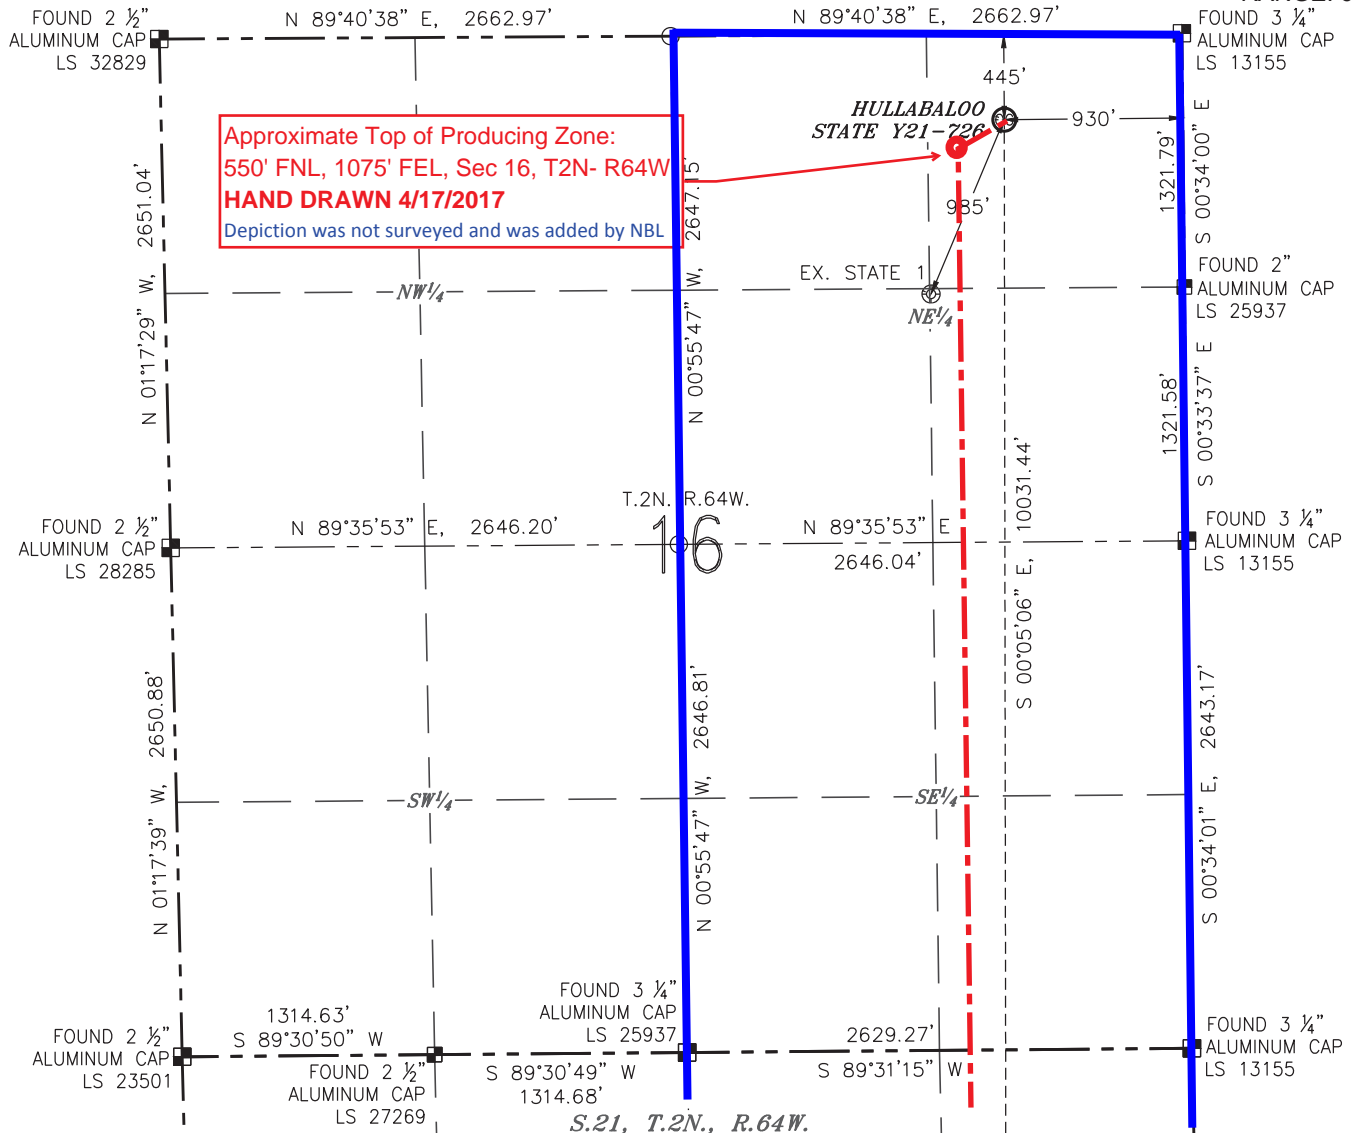 FOUND 2 ½"
ALUMINUM CAP
LS 32829
N 89°40'38" E, 2662.97'
N 89°40'38" E, 2662.97'
FOUND 3 ¼"
ALUMINUM CAP
LS 13155
445'
HULLABALOO
STATE Y21-726
930'
Approximate Top of Producing Zone:
550' FNL, 1075' FEL, Sec 16, T2N- R64W
HAND DRAWN 4/17/2017
Depiction was not surveyed and was added by NBL
N 01°17'29" W, 2651.04'
N 00°55'47" W, 2647.15'
985'
1321.79'
S 00°34'00" E
EX. STATE 1
NW¼
NE¼
FOUND 2"
ALUMINUM CAP
LS 25937
1321.58'
S 00°33'37" E
S 00°05'06" E, 10031.44'
T.2N. R.64W.
16
FOUND 2 ½"
ALUMINUM CAP
LS 28285
N 89°35'53" E, 2646.20'
N 89°35'53" E
2646.04'
FOUND 3 ¼"
ALUMINUM CAP
LS 13155
N 01°17'39" W, 2650.88'
N 00°55'47" W, 2646.81'
S 00°34'01" E, 2643.17'
SW¼
SE¼
FOUND 2 ½"
ALUMINUM CAP
LS 23501
1314.63'
S 89°30'50" W
FOUND 2 ½"
ALUMINUM CAP
LS 27269
FOUND 3 ¼"
ALUMINUM CAP
LS 25937
S 89°30'49" W
1314.68'
2629.27'
S 89°31'15" W
FOUND 3 ¼"
ALUMINUM CAP
LS 13155
S.21, T.2N., R.64W.